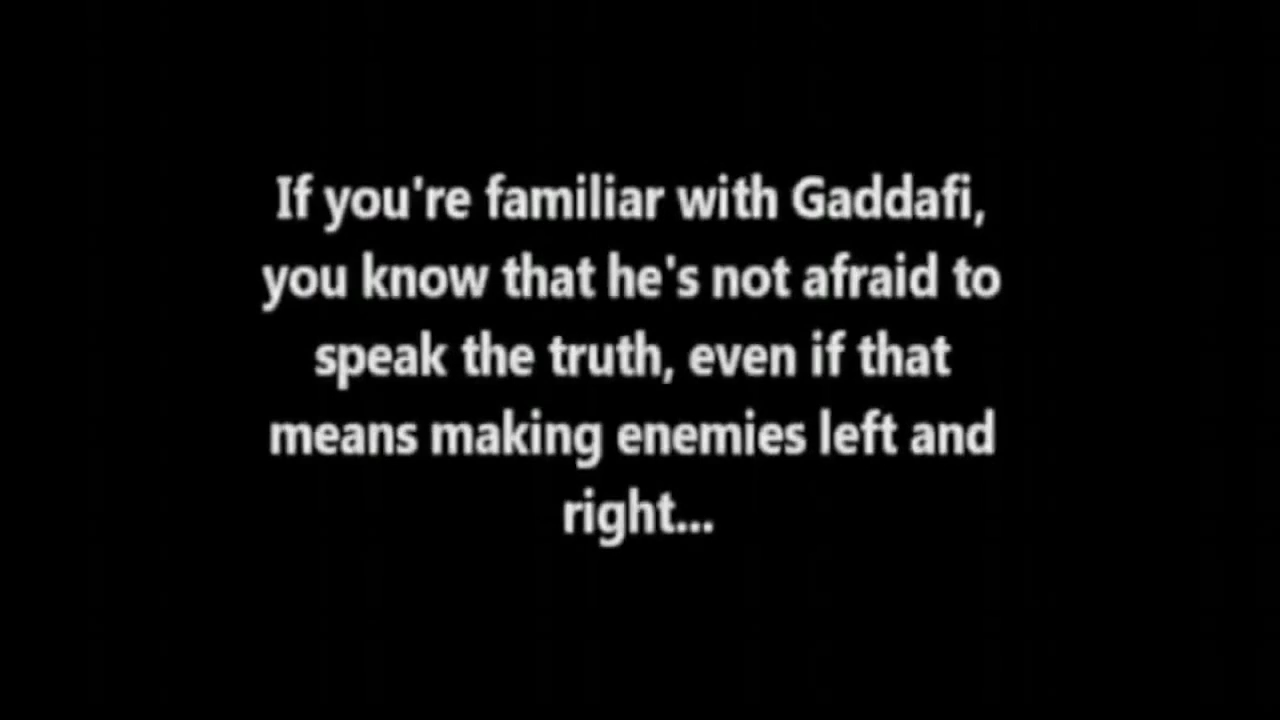 If you're familiar with Gaddafi,
you know that he's not afraid to
speak the truth, even if that
means making enemies left and
right...